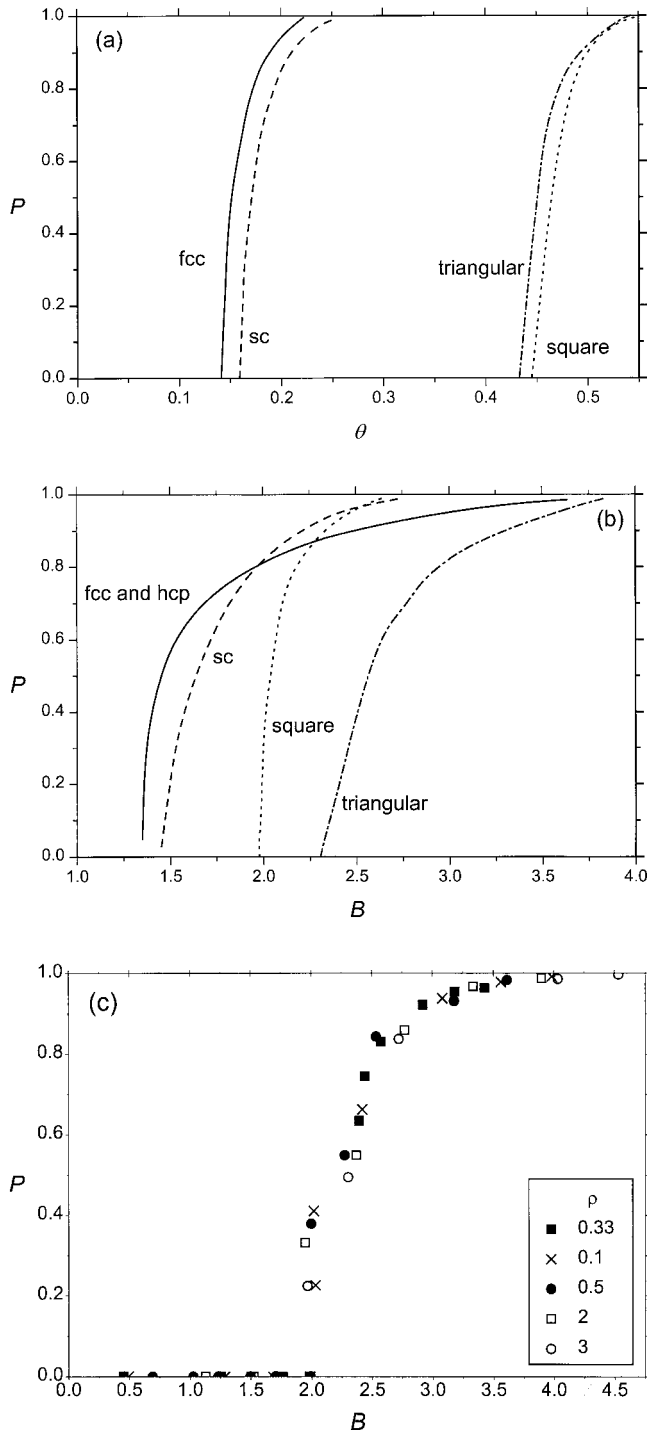 (a)
1.0
0.8
0.6
0.4
0.2
0.0
P
fcc
sc
triangular
square
0.0 0.1 0.2 0.3 0.4 0.5
θ
(b)
1.0
0.8
0.6
0.4
0.2
0.0
P
fcc and hcp
sc
square
triangular
1.0 1.5 2.0 2.5 3.0 3.5 4.0
B
(c)
1.0
0.8
0.6
0.4
0.2
0.0
P
ρ
0.33
0.1
0.5
2
3
0.0 0.5 1.0 1.5 2.0 2.5 3.0 3.5 4.0 4.5
B